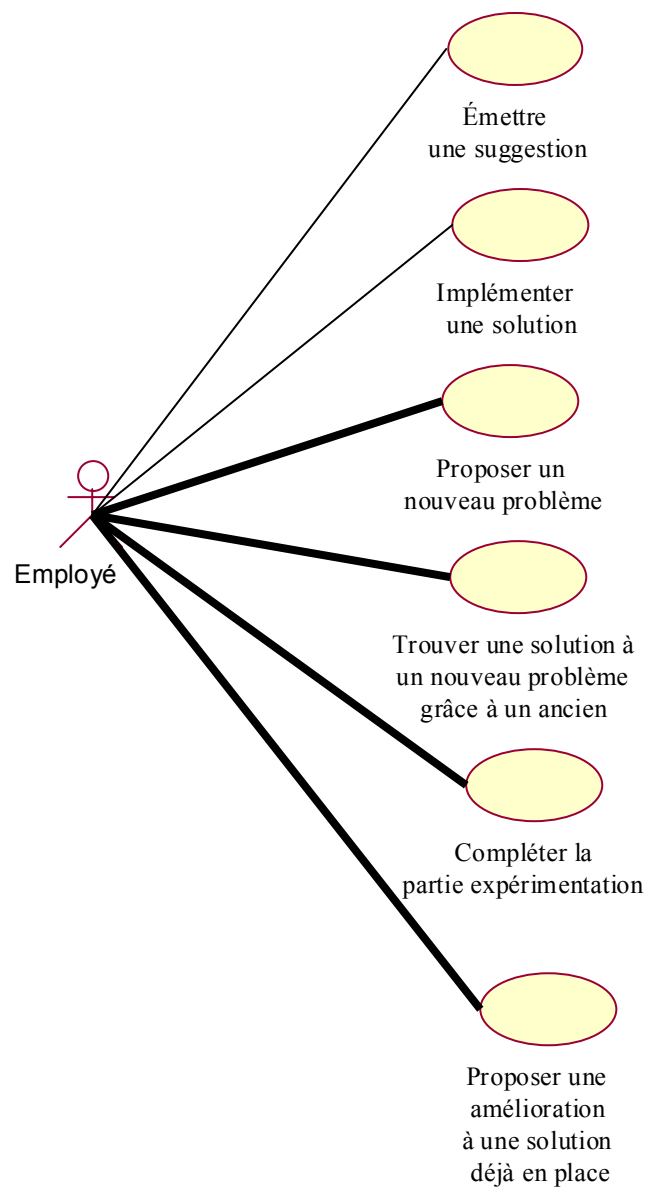 Émettre
une suggestion
Implémenter
une solution
Proposer un
nouveau problème
Employé
Trouver une solution à
un nouveau problème
grâce à un ancien
Compléter la
partie expérimentation
Proposer une
amélioration
à une solution
déjà en place